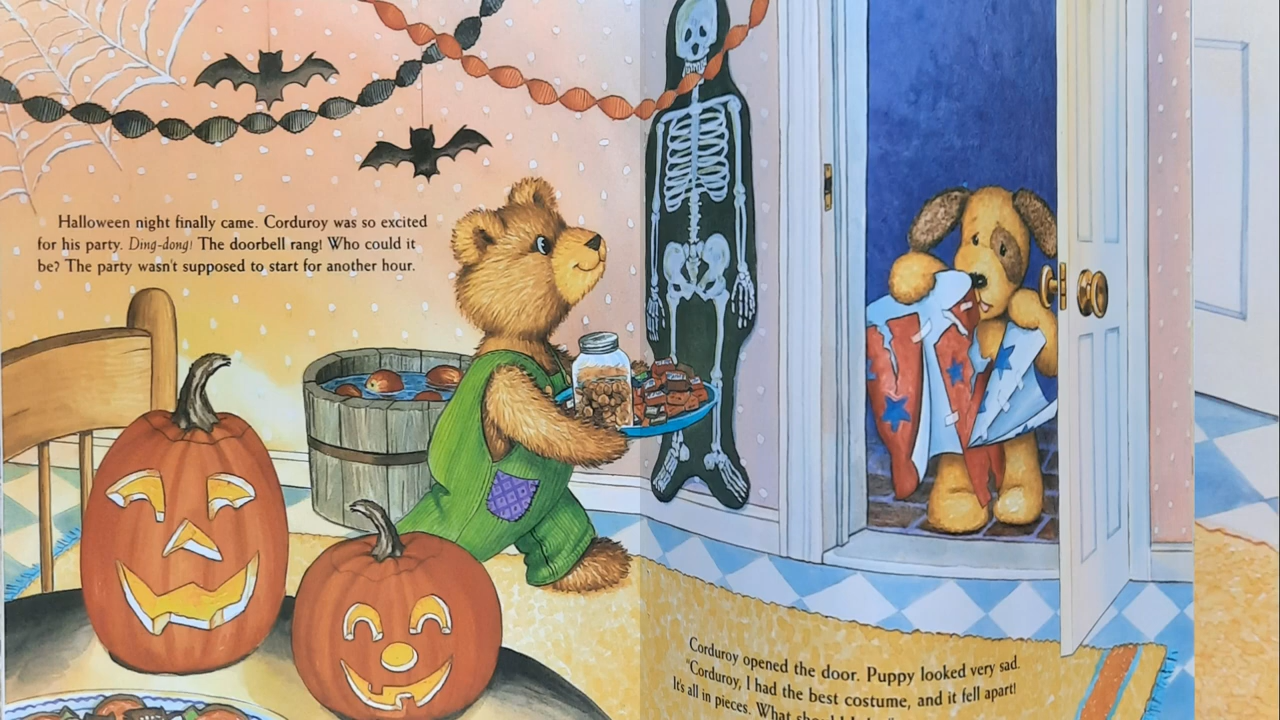 Halloween night finally came. Corduroy was so excited
for his party. Ding-dong! The doorbell rang! Who could it
be? The party wasn't supposed to start for another hour.
Corduroy opened the door. Puppy looked very sad.
"Corduroy, I had the best costume, and it fell apart!
It's all in pieces. What